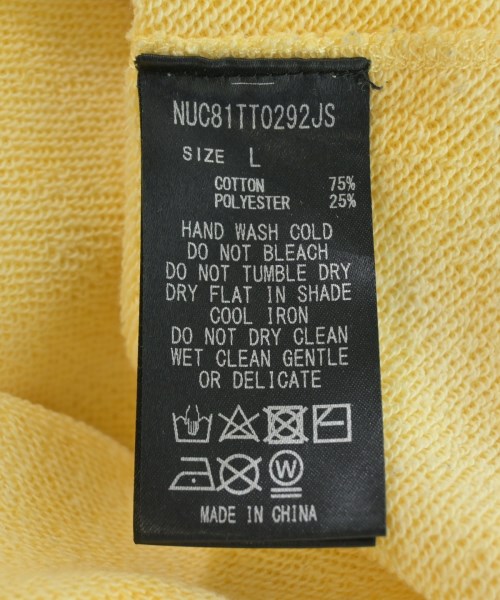 NUC81TT0292JS
SIZE L
COTTON 75%
POLYESTER 25%
HAND WASH COLD
DO NOT BLEACH
DO NOT TUMBLE DRY
DRY FLAT IN SHADE
COOL IRON
DO NOT DRY CLEAN
WET CLEAN GENTLE
OR DELICATE
W
MADE IN CHINA